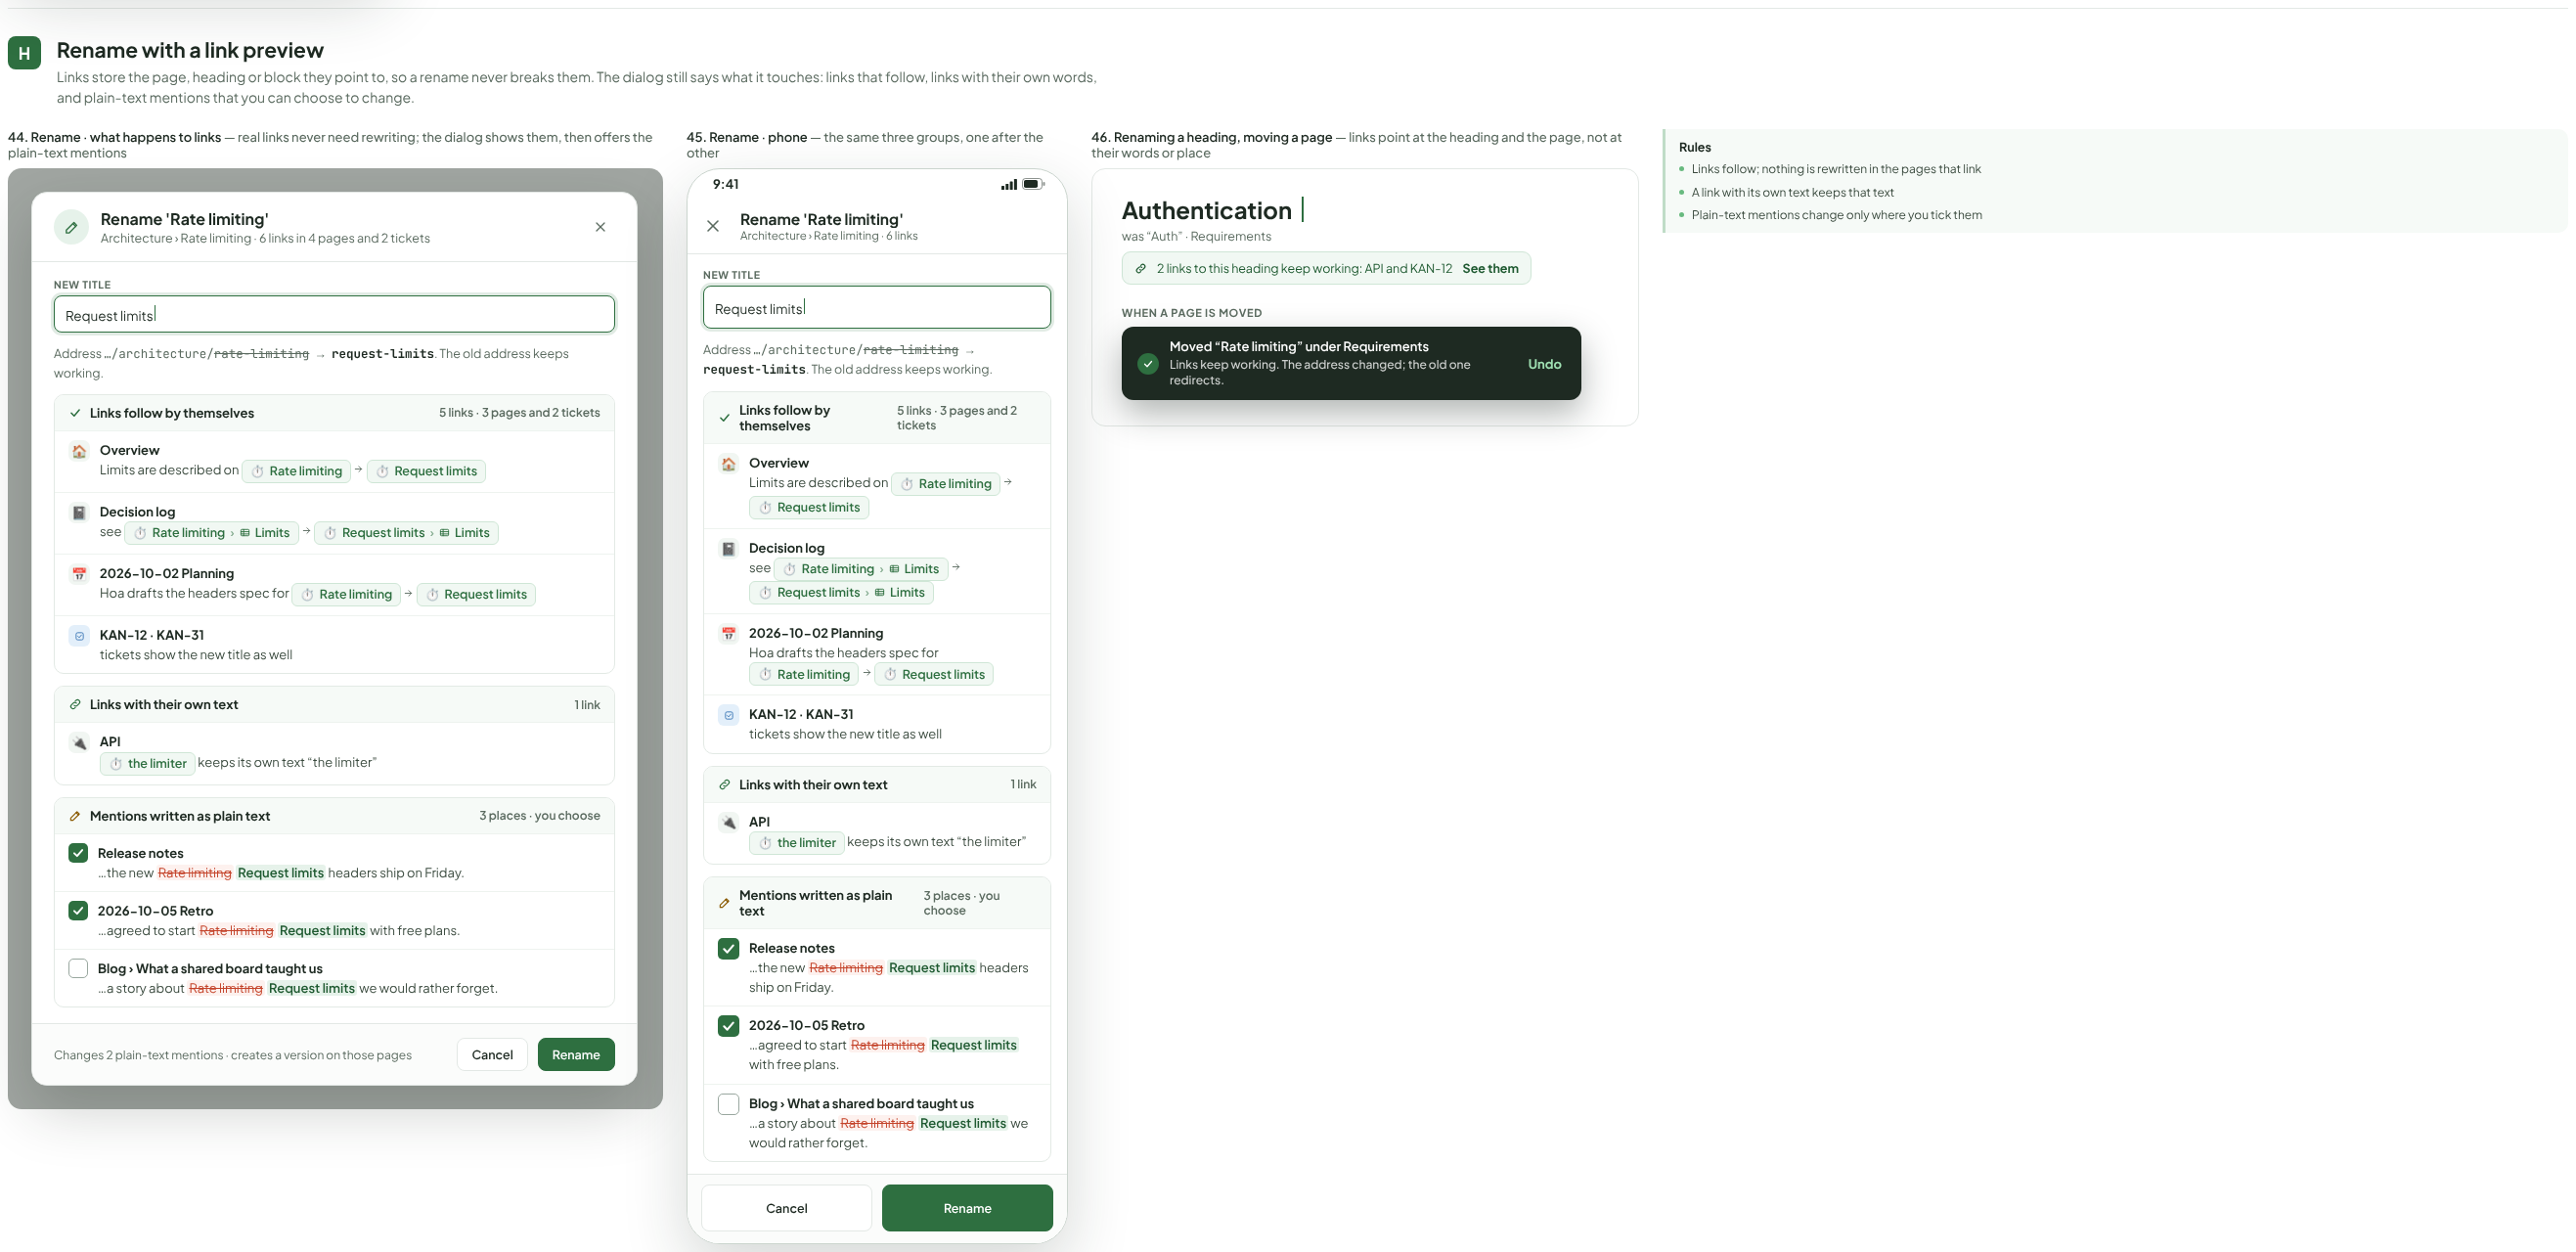 H
Rename with a link preview
Links store the page, heading or block they point to, so a rename never breaks them. The dialog still says what it touches: links that follow, links with their own words,
and plain-text mentions that you can choose to change.
44. Rename · what happens to links — real links never need rewriting; the dialog shows them, then offers the
plain-text mentions
Rename 'Rate limiting'
Architecture › Rate limiting · 6 links in 4 pages and 2 tickets
NEW TITLE
Request limits
Address …/architecture/rate-limiting → request-limits. The old address keeps
working.
Links follow by themselves 5 links · 3 pages and 2 tickets
Overview
Limits are described on Rate limiting → Request limits
Decision log
see Rate limiting › Limits → Request limits › Limits
2026-10-02 Planning
Hoa drafts the headers spec for Rate limiting → Request limits
KAN-12 · KAN-31
tickets show the new title as well
Links with their own text 1 link
API
the limiter keeps its own text “the limiter”
Mentions written as plain text 3 places · you choose
Release notes
…the new Rate limiting Request limits headers ship on Friday.
2026-10-05 Retro
…agreed to start Rate limiting Request limits with free plans.
Blog › What a shared board taught us
…a story about Rate limiting Request limits we would rather forget.
Changes 2 plain-text mentions · creates a version on those pages Cancel Rename
45. Rename · phone — the same three groups, one after the
other
9:41
Rename 'Rate limiting'
Architecture › Rate limiting · 6 links
NEW TITLE
Request limits
Address …/architecture/rate-limiting →
request-limits. The old address keeps working.
Links follow by
themselves
5 links · 3 pages and 2
tickets
Overview
Limits are described on Rate limiting →
Request limits
Decision log
see Rate limiting › Limits →
Request limits › Limits
2026-10-02 Planning
Hoa drafts the headers spec for
Rate limiting → Request limits
KAN-12 · KAN-31
tickets show the new title as well
Links with their own text 1 link
API
the limiter keeps its own text “the limiter”
Mentions written as plain
text
3 places · you
choose
Release notes
…the new Rate limiting Request limits headers
ship on Friday.
2026-10-05 Retro
…agreed to start Rate limiting Request limits
with free plans.
Blog › What a shared board taught us
…a story about Rate limiting Request limits we
would rather forget.
Cancel Rename
46. Renaming a heading, moving a page — links point at the heading and the page, not at
their words or place
Authentication
was “Auth” · Requirements
2 links to this heading keep working: API and KAN-12 See them
WHEN A PAGE IS MOVED
Moved “Rate limiting” under Requirements
Links keep working. The address changed; the old one
redirects.
Undo
Rules
Links follow; nothing is rewritten in the pages that link
A link with its own text keeps that text
Plain-text mentions change only where you tick them